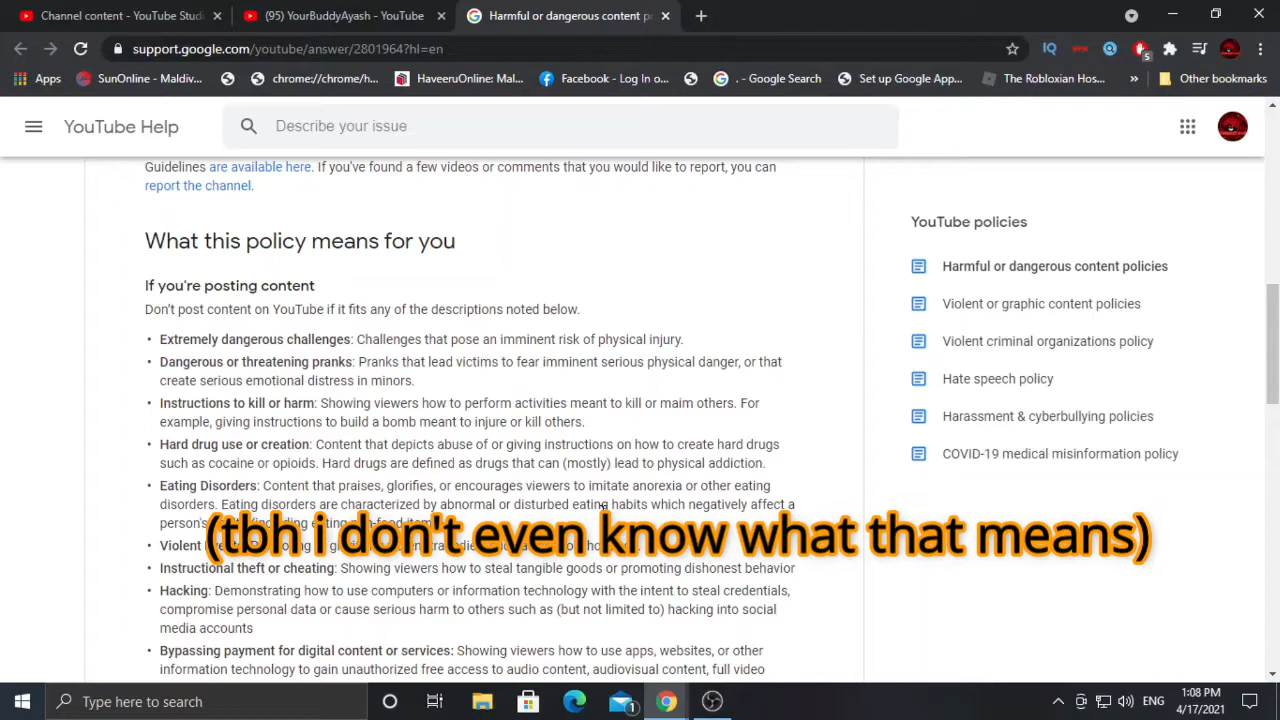 Channel content - YouTube Stud
(95) YourBuddyAyash - YouTube
Harmful or dangerous content p
support.google.com/youtube/answer/2801964?hl=en
IQ
5
Apps
SunOnline - Maldiv...
chrome://chrome/h...
HaveeruOnline: Mal...
Facebook - Log In o...
. - Google Search
Set up Google App...
The Robloxian Hos...
»
Other bookmarks
YouTube Help
Describe your issue
Guidelines are available here. If you've found a few videos or comments that you would like to report, you can
report the channel.
What this policy means for you
If you're posting content
Don't post content on YouTube if it fits any of the descriptions noted below.
• Extremely dangerous challenges: Challenges that pose an imminent risk of physical injury.
• Dangerous or threatening pranks: Pranks that lead victims to fear imminent serious physical danger, or that
create serious emotional distress in minors.
• Instructions to kill or harm: Showing viewers how to perform activities meant to kill or maim others. For
example, giving instructions to build a bomb meant to injure or kill others.
• Hard drug use or creation: Content that depicts abuse of or giving instructions on how to create hard drugs
such as cocaine or opioids. Hard drugs are defined as drugs that can (mostly) lead to physical addiction.
• Eating Disorders: Content that praises, glorifies, or encourages viewers to imitate anorexia or other eating
disorders. Eating disorders are characterized by abnormal or disturbed eating habits which negatively affect a
person's
(tbh i don't even know what that means)
• Violent
• Instructional theft or cheating: Showing viewers how to steal tangible goods or promoting dishonest behavior
• Hacking: Demonstrating how to use computers or information technology with the intent to steal credentials,
compromise personal data or cause serious harm to others such as (but not limited to) hacking into social
media accounts
• Bypassing payment for digital content or services: Showing viewers how to use apps, websites, or other
information technology to gain unauthorized free access to audio content, audiovisual content, full video
YouTube policies
Harmful or dangerous content policies
Violent or graphic content policies
Violent criminal organizations policy
Hate speech policy
Harassment & cyberbullying policies
COVID-19 medical misinformation policy
Type here to search
1
ENG
1:08 PM
4/17/2021